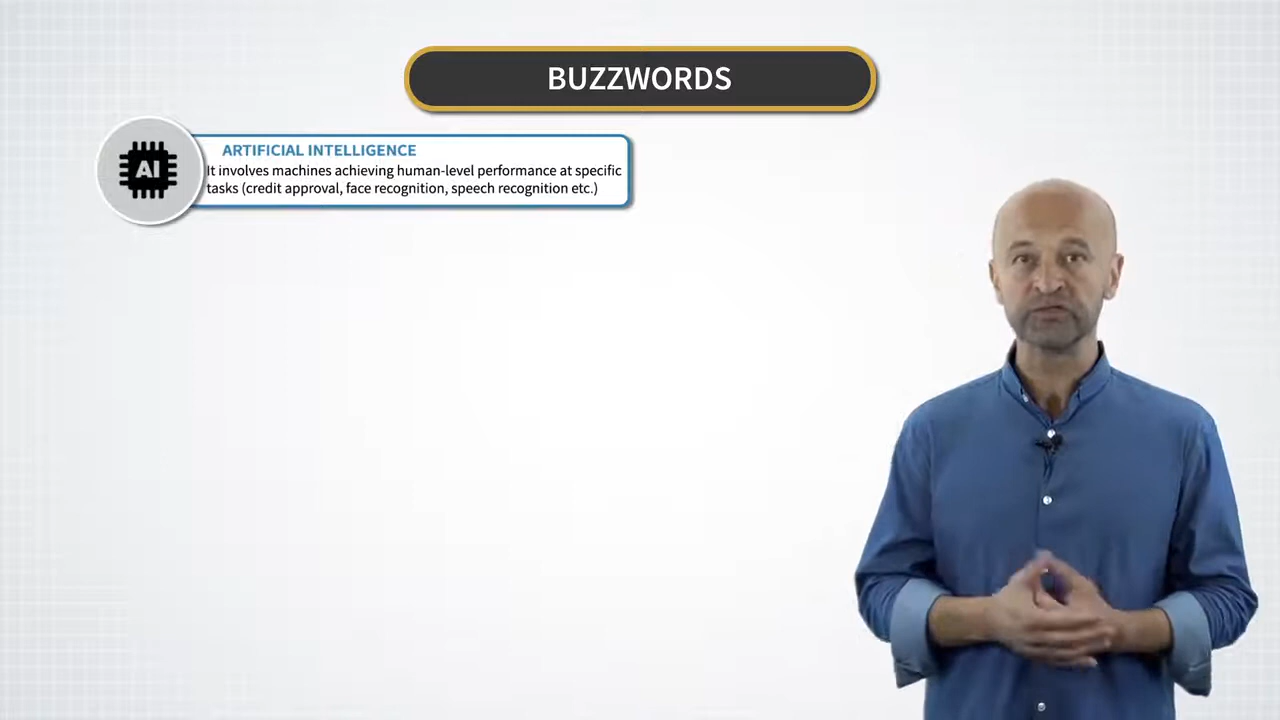 BUZZWORDS
AI
ARTIFICIAL INTELLIGENCE
It involves machines achieving human-level performance at specific
tasks (credit approval, face recognition, speech recognition etc.)